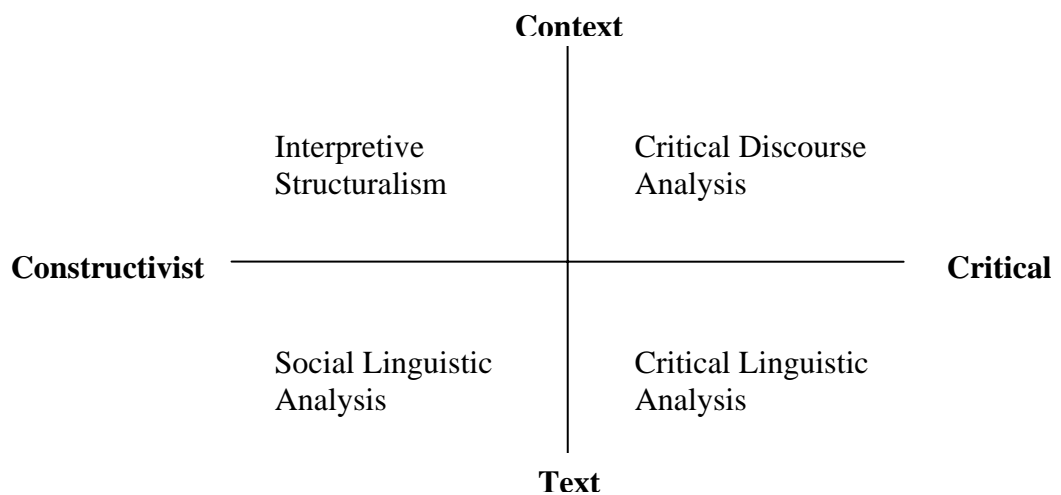 Context
Interpretive
Structuralism
Critical Discourse
Analysis
Constructivist
Critical
Social Linguistic
Analysis
Critical Linguistic
Analysis
Text